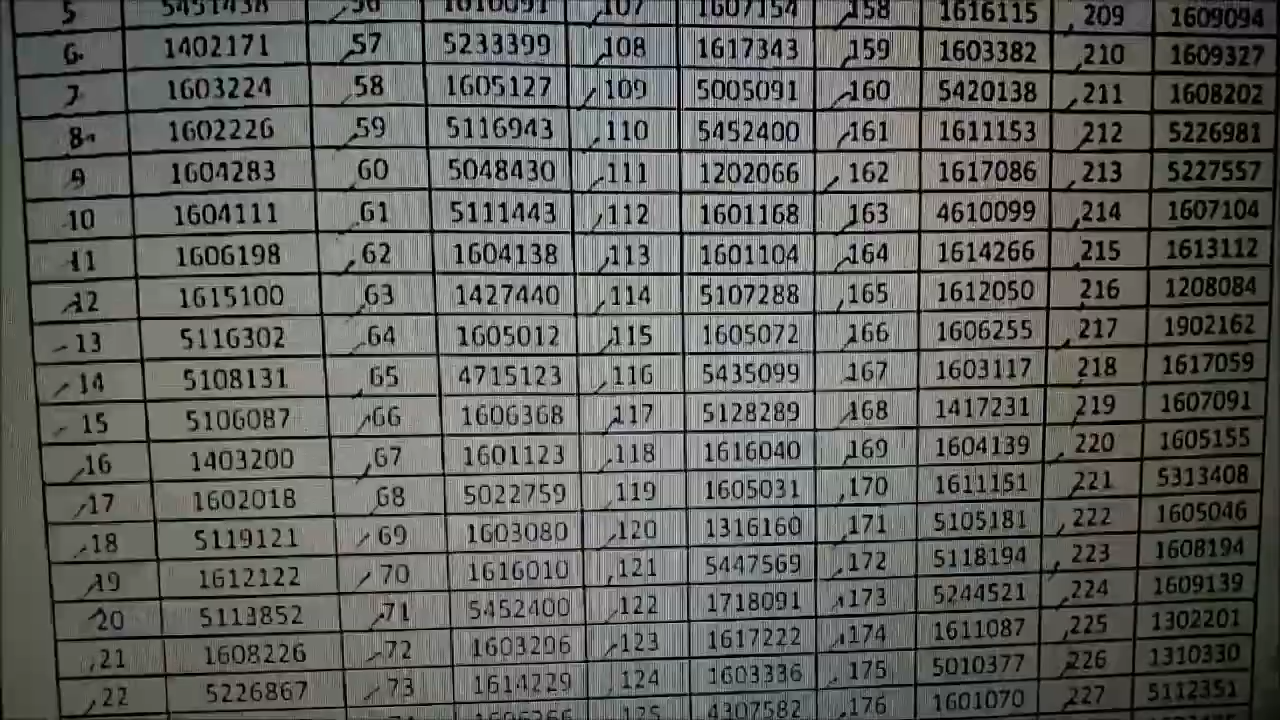 5 5451438 56 1610091 107 1607154 158 1616115 209 1609094
6 1402171 57 5233399 108 1617343 159 1603382 210 1609327
7 1603224 58 1605127 109 5005091 160 5420138 211 1608202
8 1602226 59 5116943 110 5452400 161 1611153 212 5226981
9 1604283 60 5048430 111 1202066 162 1617086 213 5227557
10 1604111 61 5111443 112 1601168 163 4610099 214 1607104
11 1606198 62 1604138 113 1601104 164 1614266 215 1613112
12 1615100 63 1427440 114 5107288 165 1612050 216 1208084
13 5116302 64 1605012 115 1605072 166 1606255 217 1902162
14 5108131 65 4715123 116 5435099 167 1603117 218 1617059
15 5106087 66 1606368 117 5128289 168 1417231 219 1607091
16 1403200 67 1601123 118 1616040 169 1604139 220 1605155
17 1602018 68 5022759 119 1605031 170 1611151 221 5313408
18 5119121 69 1603080 120 1316160 171 5105181 222 1605046
19 1612122 70 1616010 121 5447569 172 5118194 223 1608194
20 5113852 71 5452400 122 1718091 173 5244521 224 1609139
21 1608226 72 1603206 123 1617222 174 1611087 225 1302201
22 5226867 73 1614229 124 1603336 175 5010377 226 1310330
125 4307582 176 1601070 227 5112351